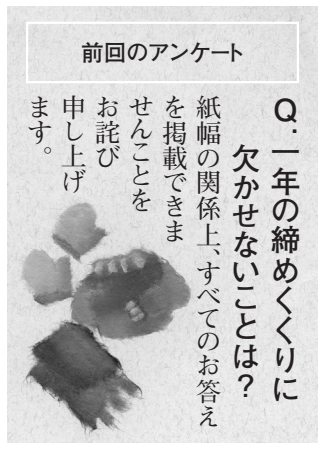 前回のアンケート
Q.一年の締めくくりに
欠かせないことは？
紙幅の関係上、すべてのお答え
を掲載できま
せんことを
お詫び
申し上げ
ます。